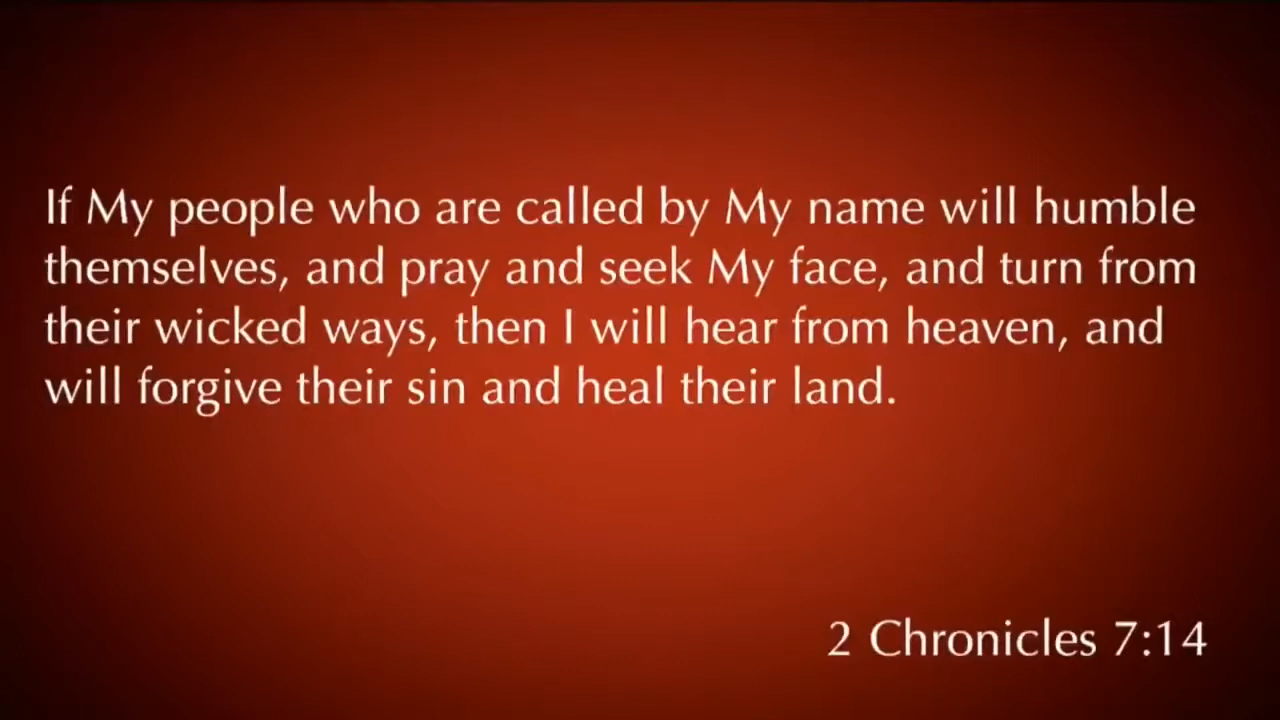 If My people who are called by My name will humble
themselves, and pray and seek My face, and turn from
their wicked ways, then I will hear from heaven, and
will forgive their sin and heal their land.
2 Chronicles 7:14